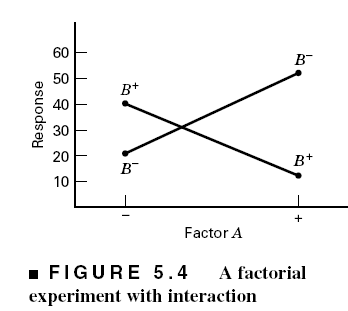 60
50
40
30
20
10
Response
B+
B−
B−
B+
−
+
Factor A
■ FIGURE 5.4 A factorial
experiment with interaction